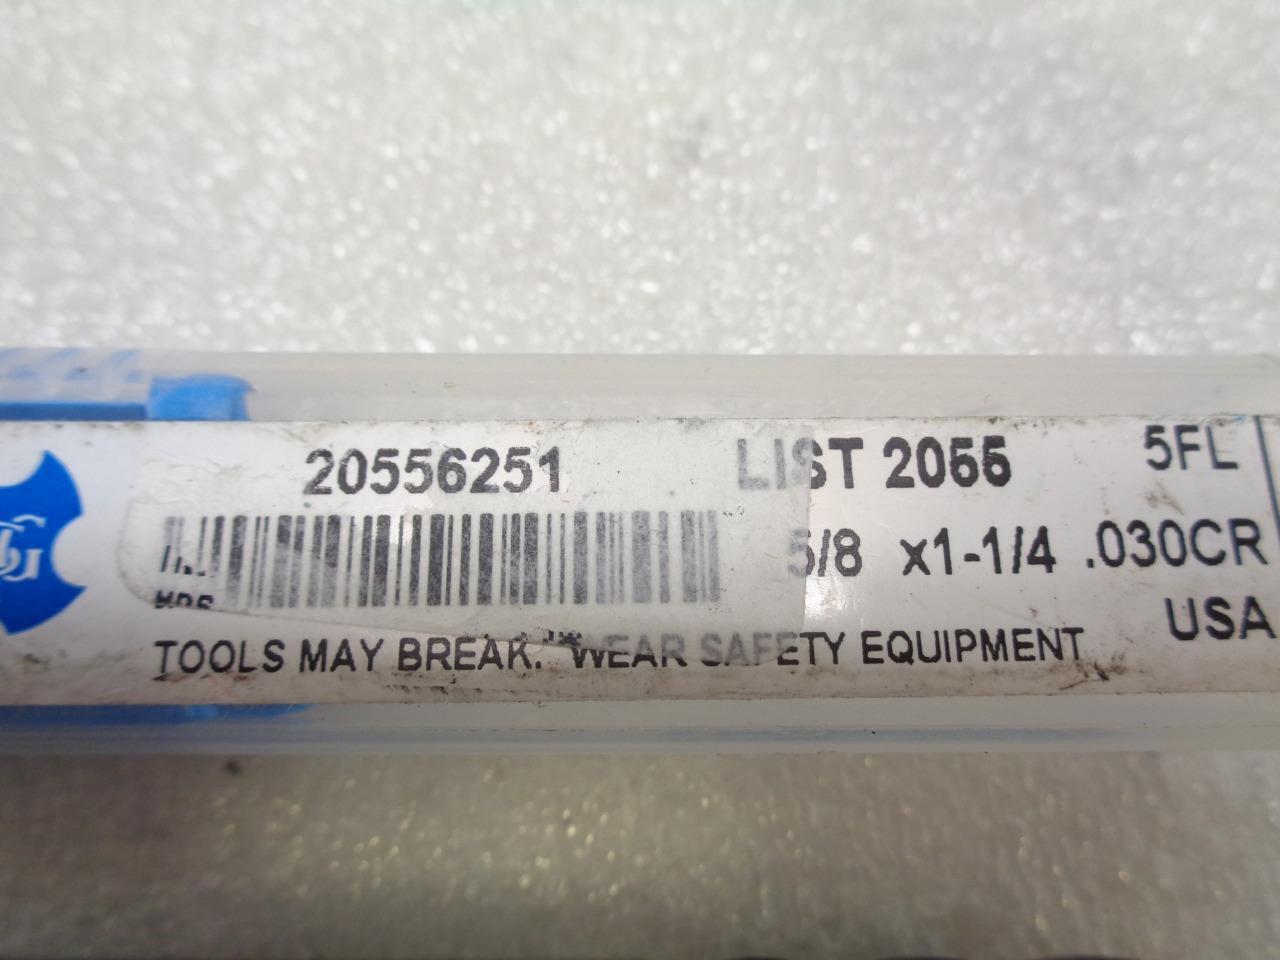 20556251
LIST 2055
5FL
5/8 x1-1/4 .030CR
USA
TOOLS MAY BREAK. WEAR SAFETY EQUIPMENT